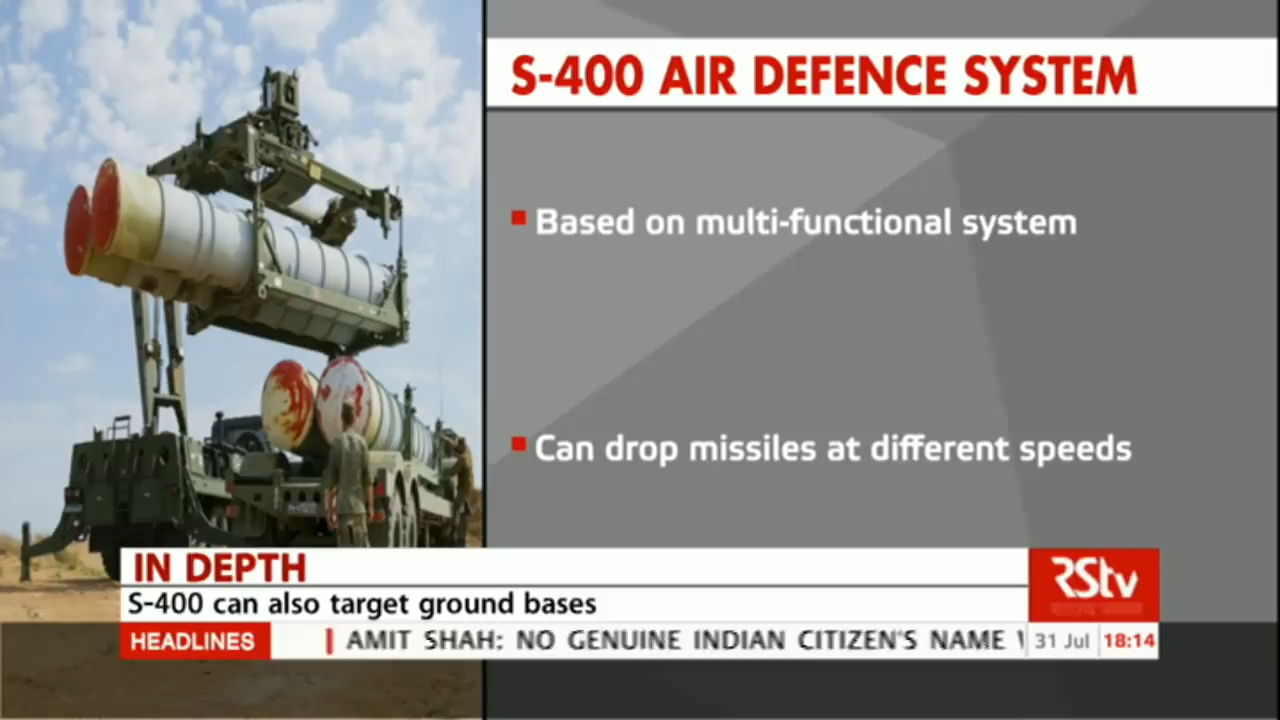 S-400 AIR DEFENCE SYSTEM
Based on multi-functional system
Can drop missiles at different speeds
IN DEPTH
RStv
S-400 can also target ground bases
HEADLINES
AMIT SHAH: NO GENUINE INDIAN CITIZEN'S NAME
31 Jul
18:14